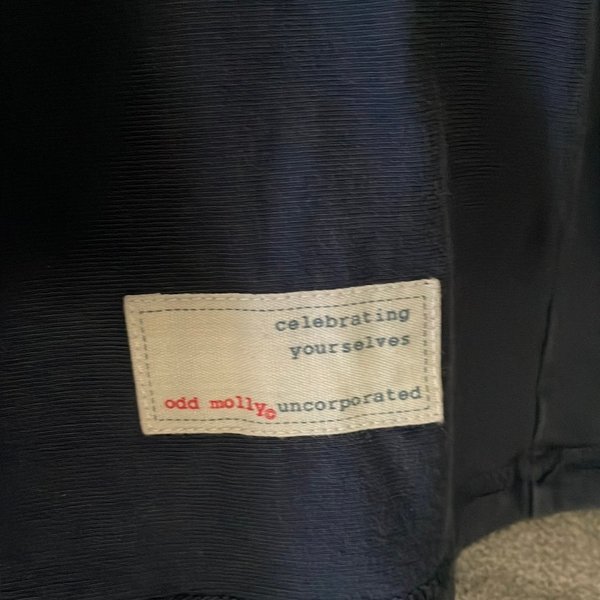 celebrating
yourselves
odd molly© uncorporated